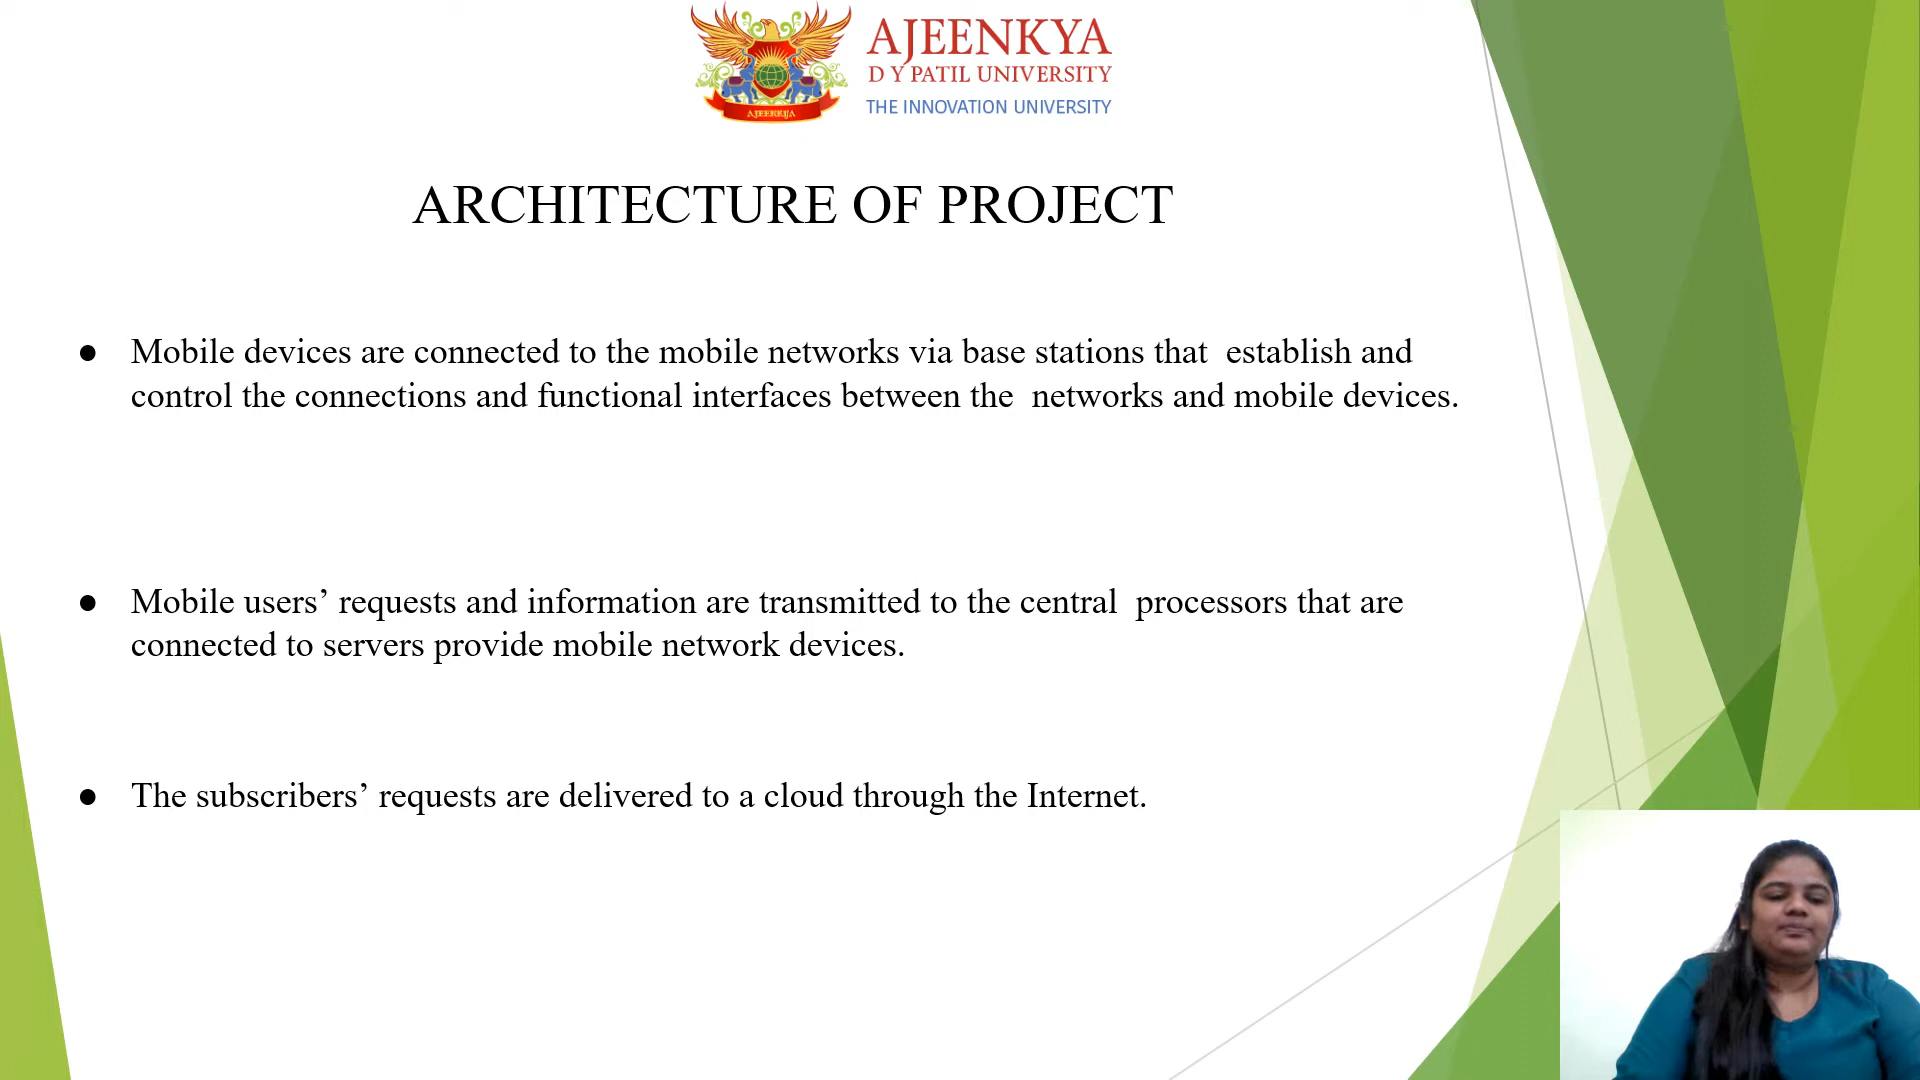 AJEENKYA
D Y PATIL UNIVERSITY
THE INNOVATION UNIVERSITY
AJEENKYA
ARCHITECTURE OF PROJECT
● Mobile devices are connected to the mobile networks via base stations that establish and
control the connections and functional interfaces between the networks and mobile devices.
● Mobile users’ requests and information are transmitted to the central processors that are
connected to servers provide mobile network devices.
● The subscribers’ requests are delivered to a cloud through the Internet.